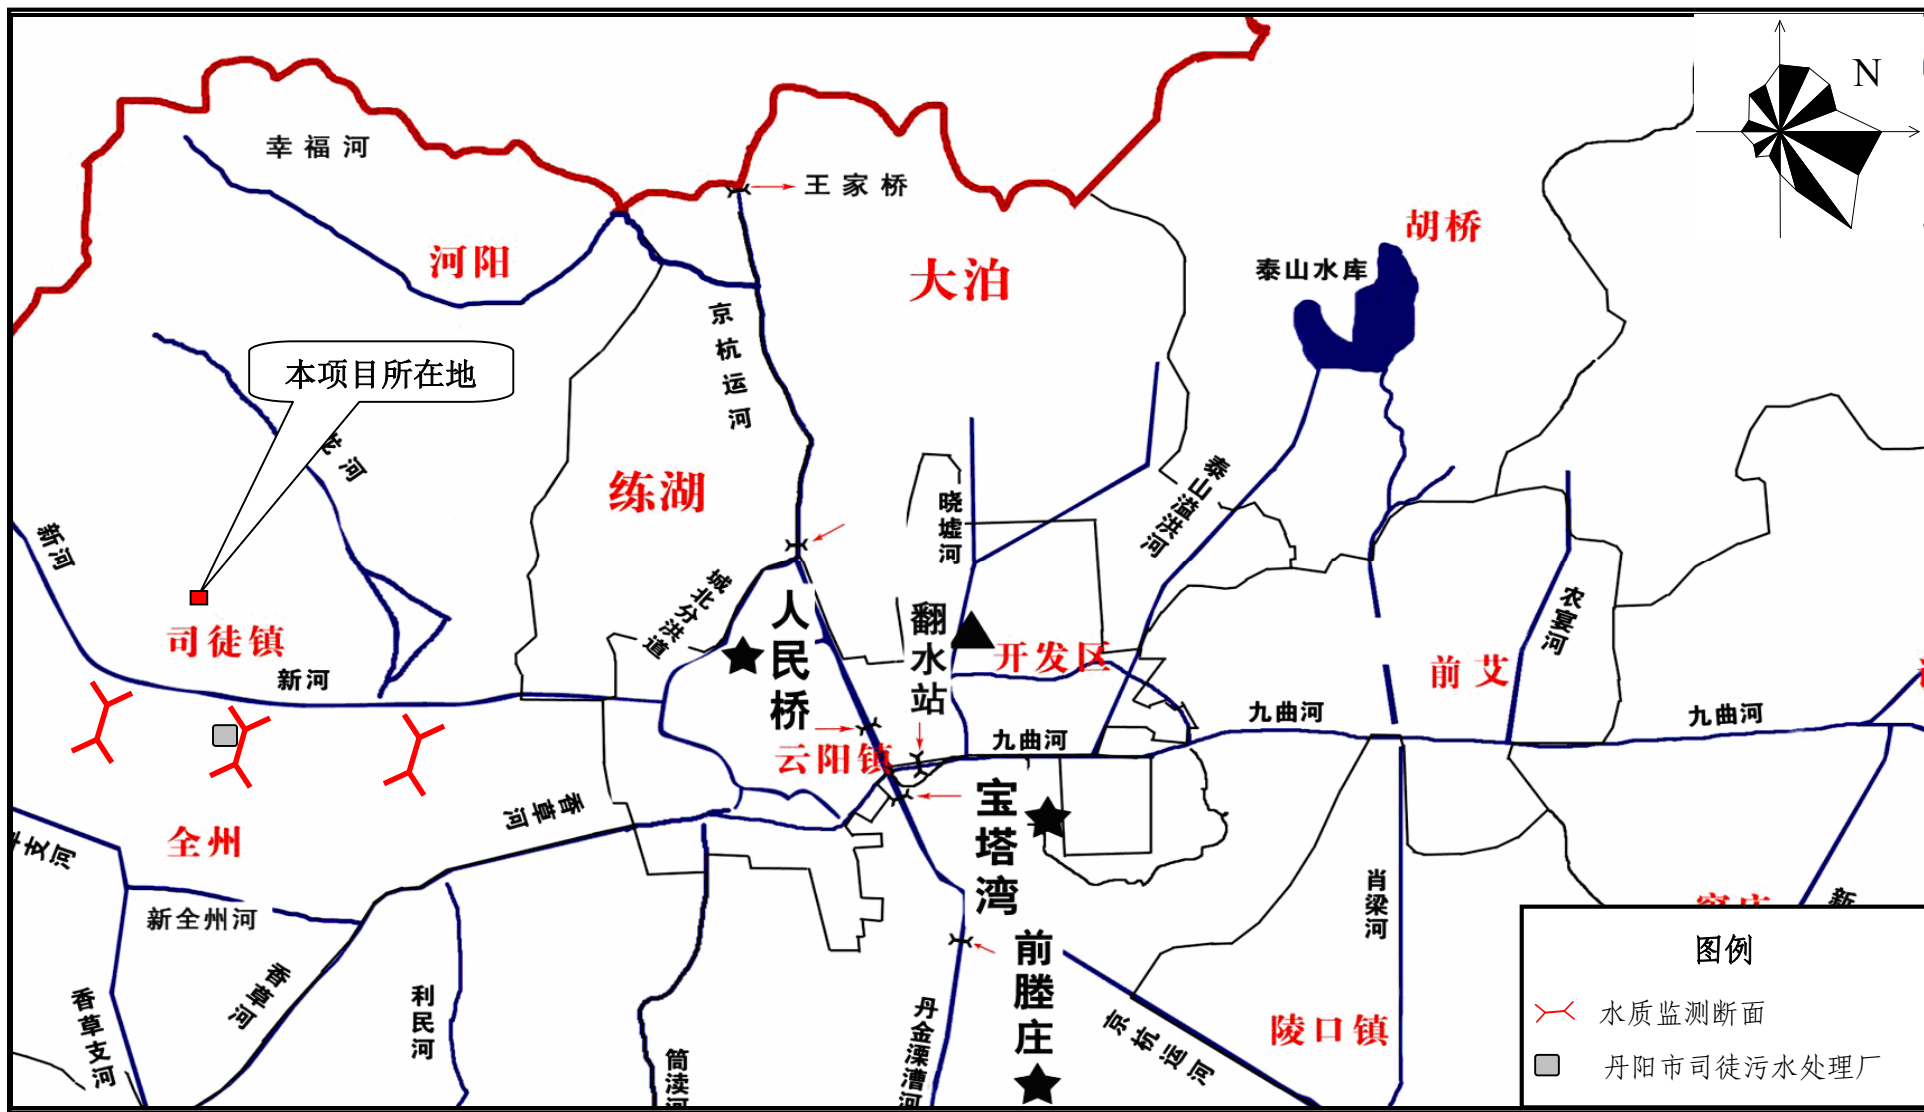 N
幸福河
王家桥
胡桥
河阳
大泊
泰山水库
京杭运河
本项目所在地
龙河
练湖
泰山溢洪河
晓墟河
新河
城北分洪道
人民桥
翻水站
农宴河
司徒镇
开发区
前艾
新河
九曲河
九曲河
九曲河
云阳镇
宝塔湾
香草河
全州
支河
肖梁河
新全州河
新
前塍庄
图例
香草河
利民河
香草支河
丹金溧漕河
水质监测断面
陵口镇
京杭运河
筒渎河
丹阳市司徒污水处理厂